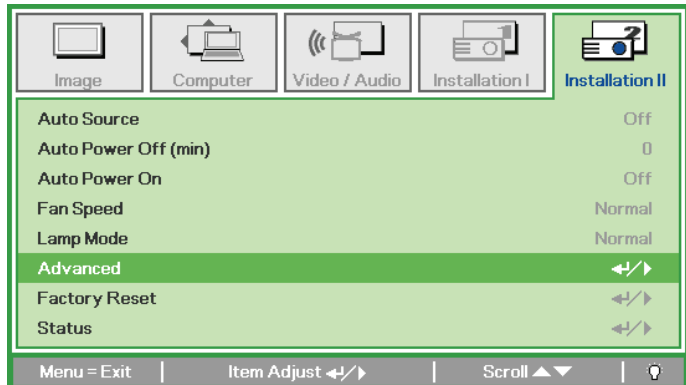 Image Computer Video / Audio Installation I Installation II
Auto Source Off
Auto Power Off (min) 0
Auto Power On Off
Fan Speed Normal
Lamp Mode Normal
Advanced
Factory Reset
Status
Menu = Exit Item Adjust Scroll